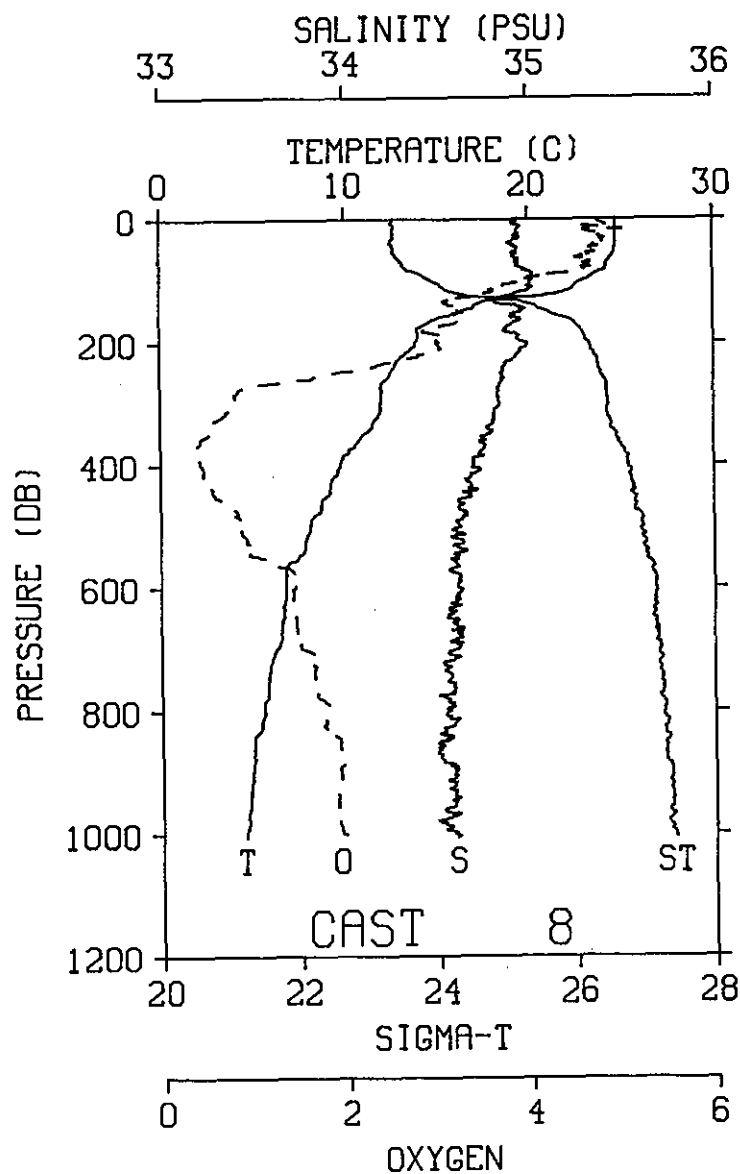 SALINITY (PSU)
33 34 35 36
TEMPERATURE (C)
0 10 20 30
0
200
400
600
800
1000
1200
PRESSURE (DB)
T O S ST
CAST 8
20 22 24 26 28
SIGMA-T
0 2 4 6
OXYGEN